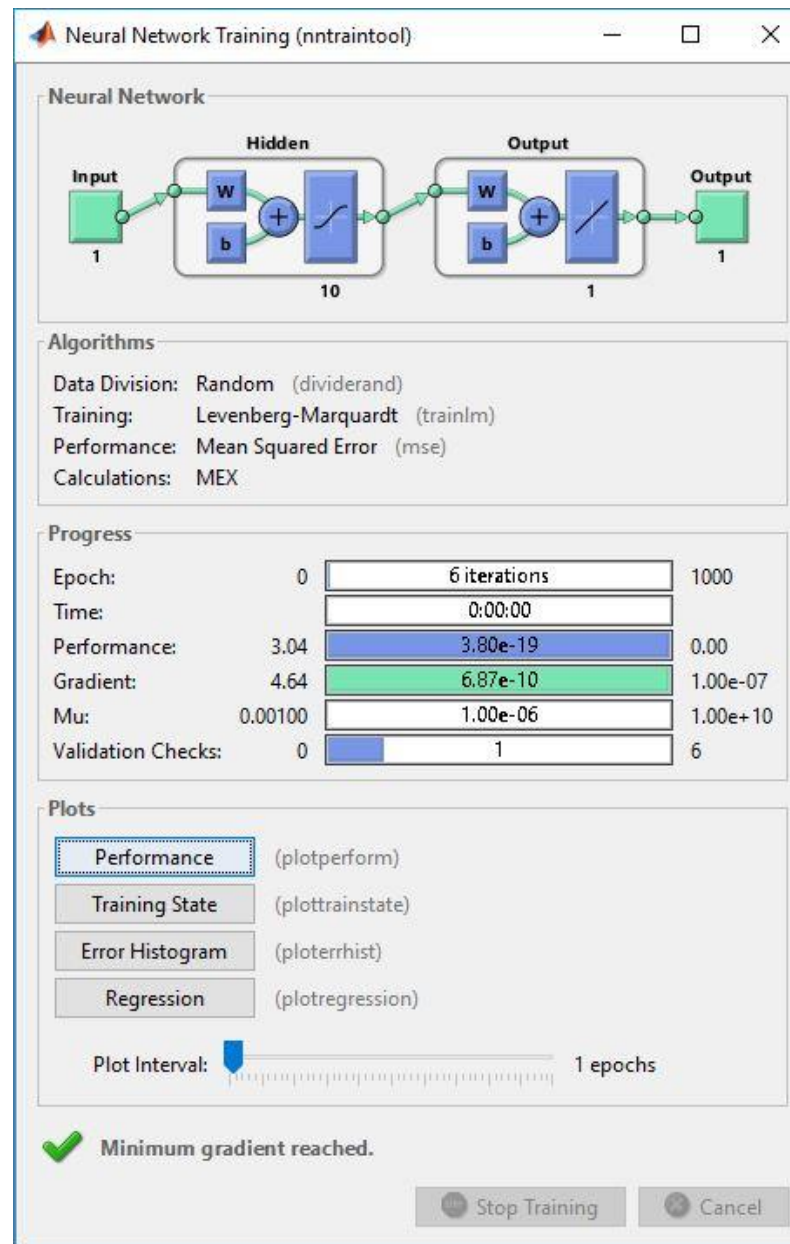 Neural Network Training (nntraintool)
Neural Network
Hidden
Output
Input
Output
W
b
+
W
b
+
1
10
1
1
Algorithms
Data Division: Random (dividerand)
Training: Levenberg-Marquardt (trainlm)
Performance: Mean Squared Error (mse)
Calculations: MEX
Progress
Epoch: 0 6 iterations 1000
Time: 0:00:00
Performance: 3.04 3.80e-19 0.00
Gradient: 4.64 6.87e-10 1.00e-07
Mu: 0.00100 1.00e-06 1.00e+10
Validation Checks: 0 1 6
Plots
Performance (plotperform)
Training State (plottrainstate)
Error Histogram (ploterrhist)
Regression (plotregression)
Plot Interval: 1 epochs
Minimum gradient reached.
Stop Training Cancel